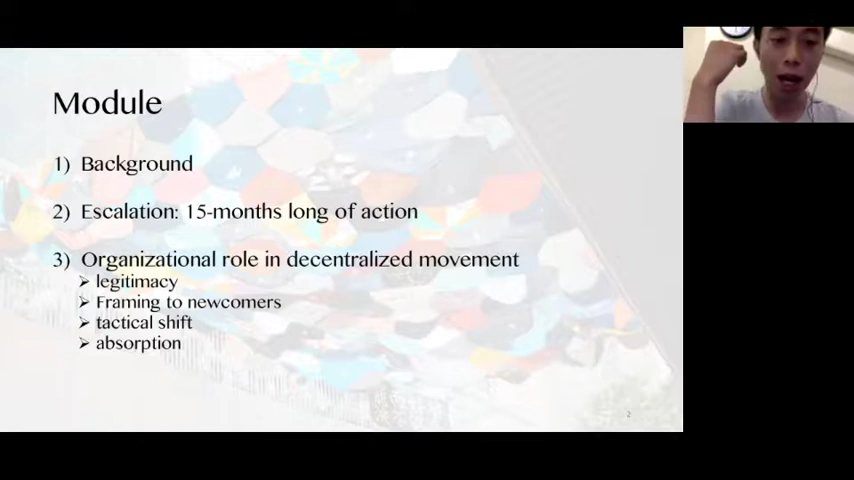 Module
1) Background
2) Escalation: 15-months long of action
3) Organizational role in decentralized movement
➢ legitimacy
➢ Framing to newcomers
➢ tactical shift
➢ absorption
2